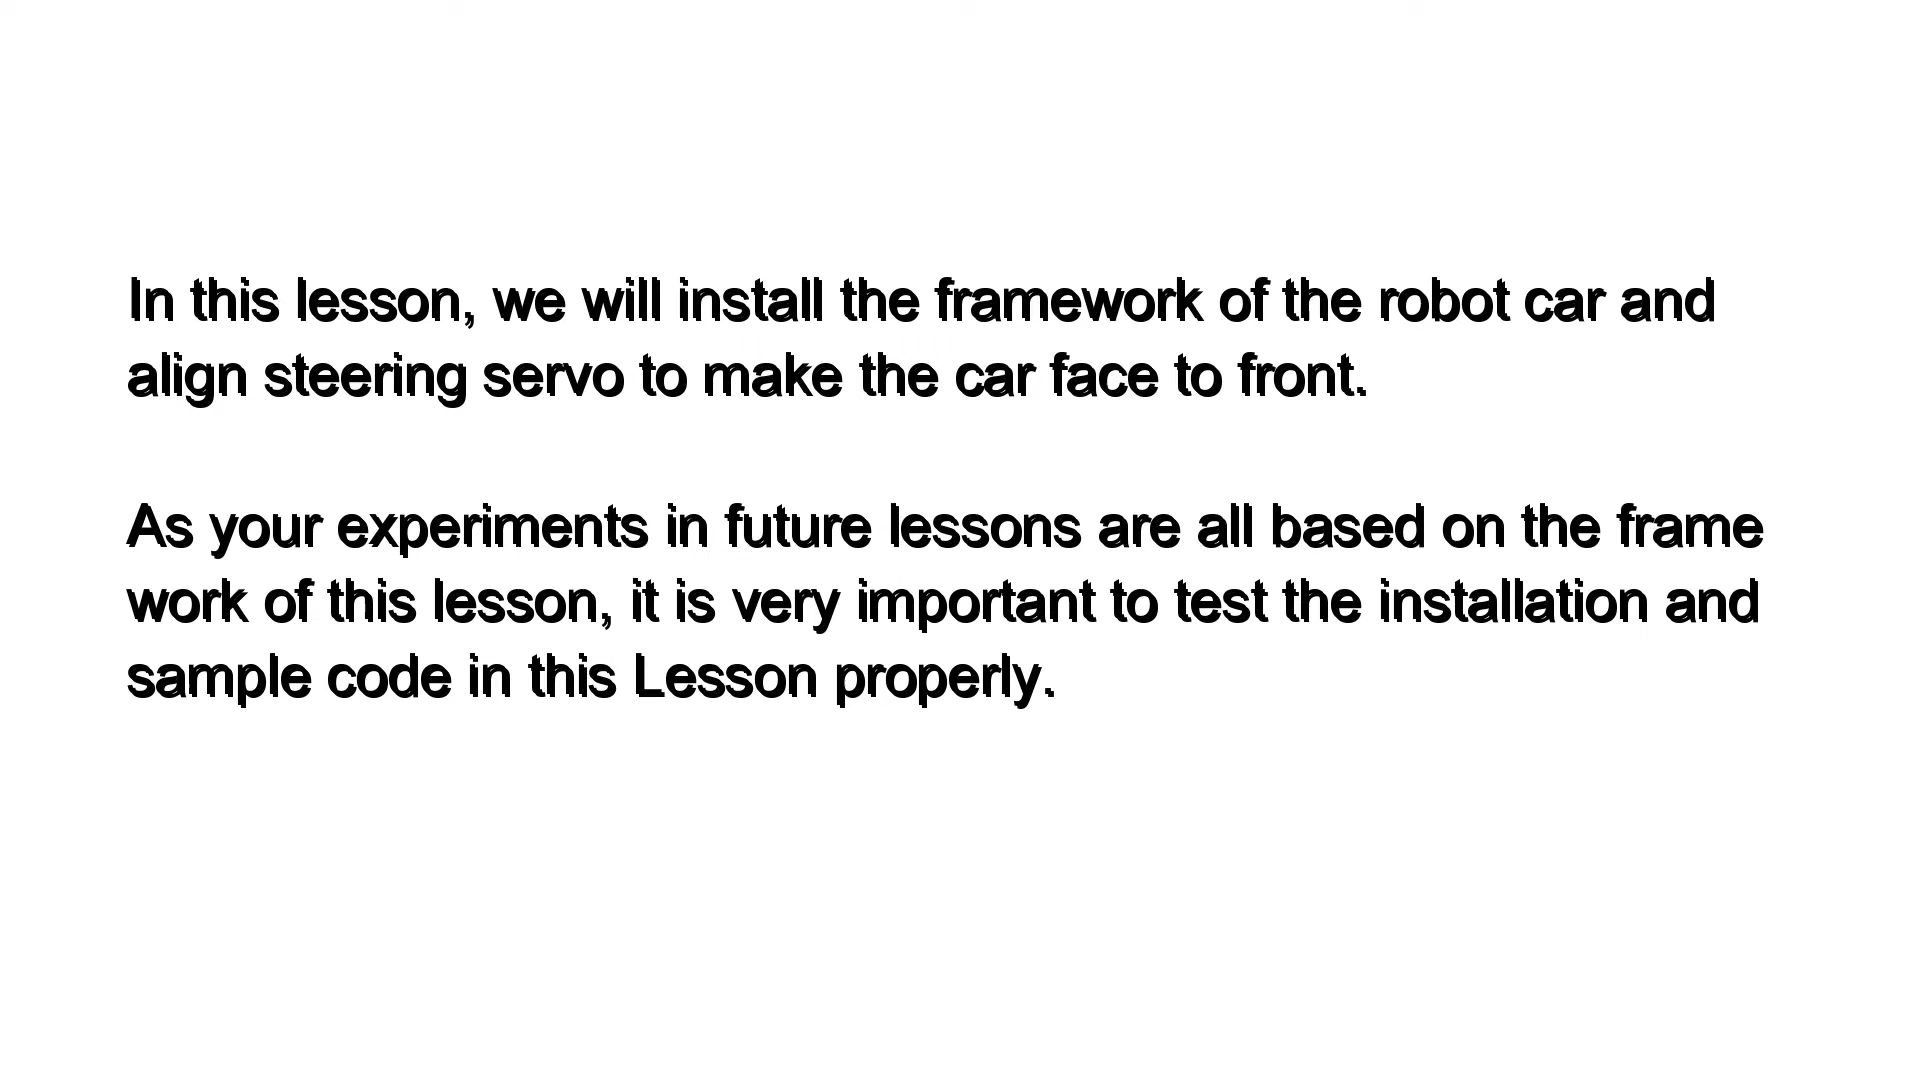 In this lesson, we will install the framework of the robot car and
align steering servo to make the car face to front.
As your experiments in future lessons are all based on the frame
work of this lesson, it is very important to test the installation and
sample code in this Lesson properly.